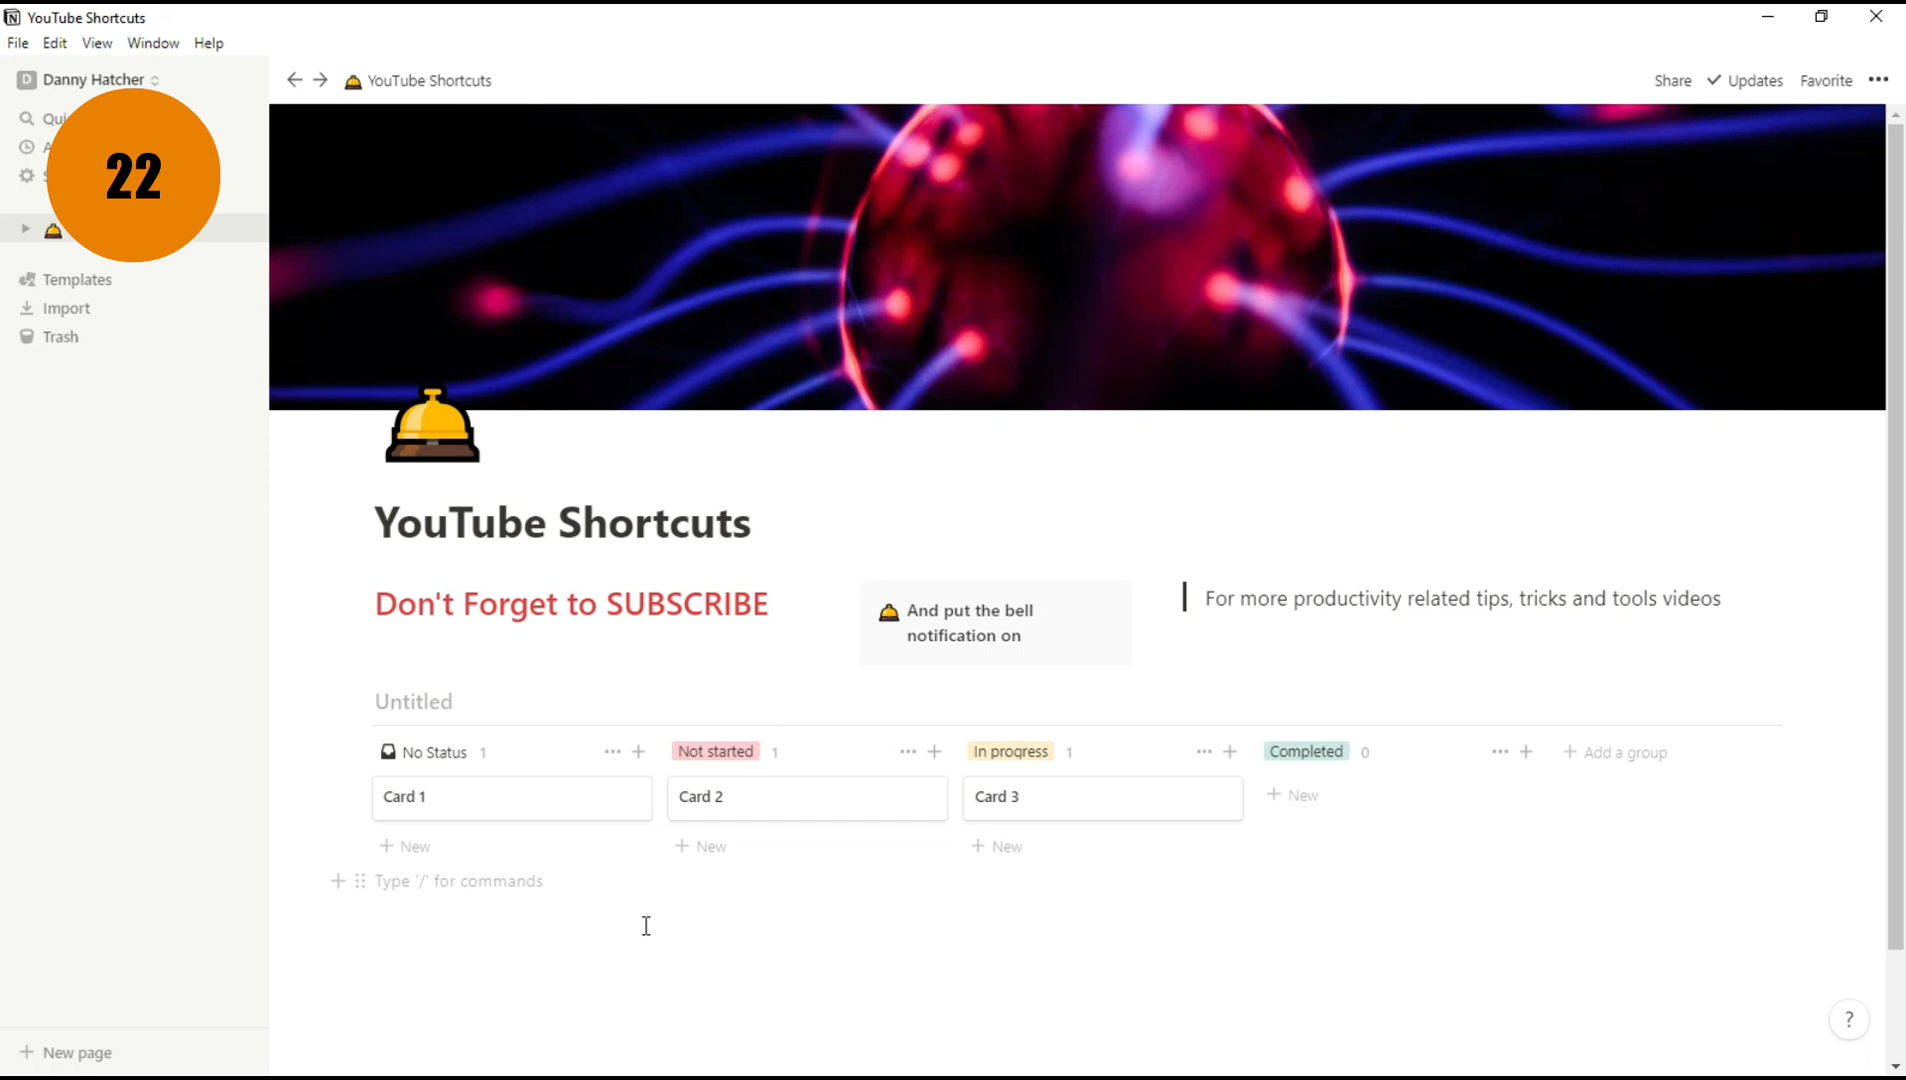 YouTube Shortcuts
File Edit View Window Help
D Danny Hatcher
YouTube Shortcuts
Share Updates Favorite
22
Templates
Import
Trash
YouTube Shortcuts
Don't Forget to SUBSCRIBE
And put the bell
notification on
For more productivity related tips, tricks and tools videos
Untitled
No Status 1
Not started 1
In progress 1
Completed 0
+ Add a group
Card 1
Card 2
Card 3
+ New
+ New
+ New
+ New
Type '/' for commands
?
+ New page